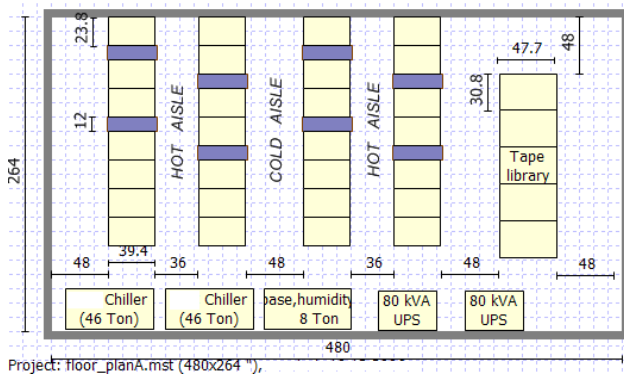 23.8
47.7
48
30.8
12
HOT AISLE
COLD AISLE
HOT AISLE
Tape
library
264
39.4
48
36
48
36
48
48
Chiller
(46 Ton)
Chiller
(46 Ton)
base,humidity
8 Ton
80 kVA
UPS
80 kVA
UPS
480
Project: floor_planA.mst (480x264 "),